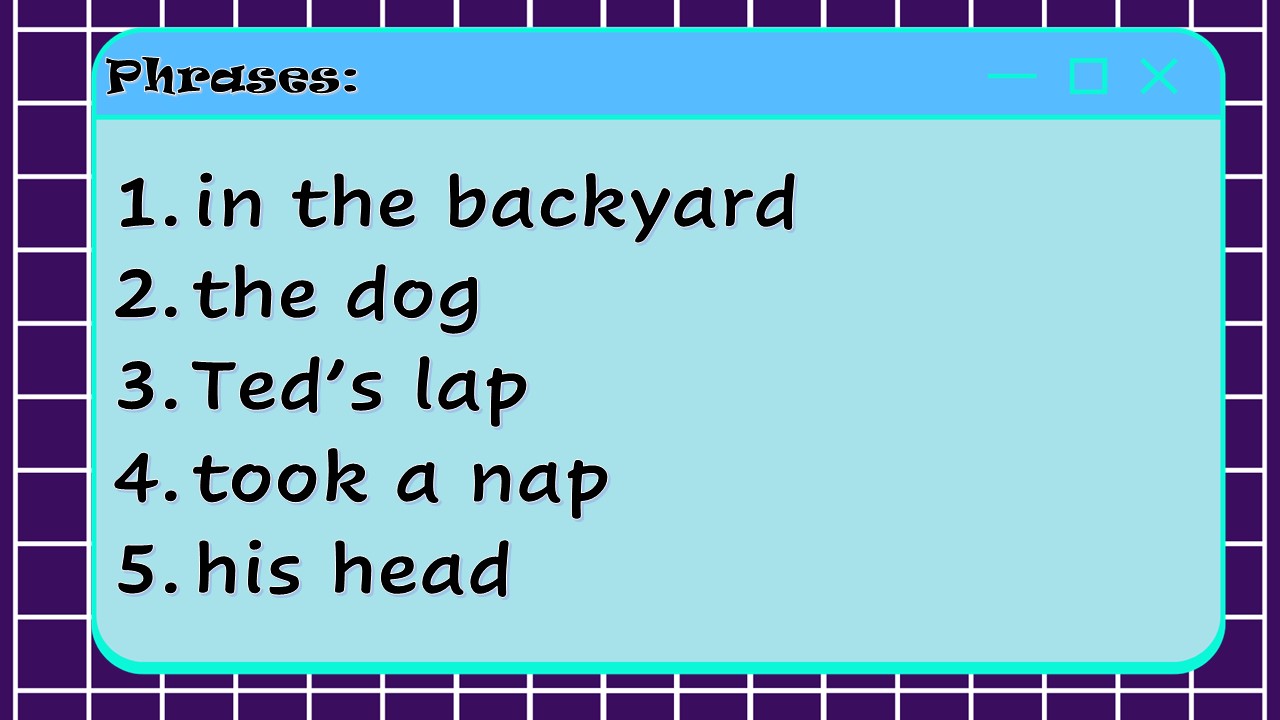 Phrases:
1. in the backyard
2. the dog
3. Ted’s lap
4. took a nap
5. his head